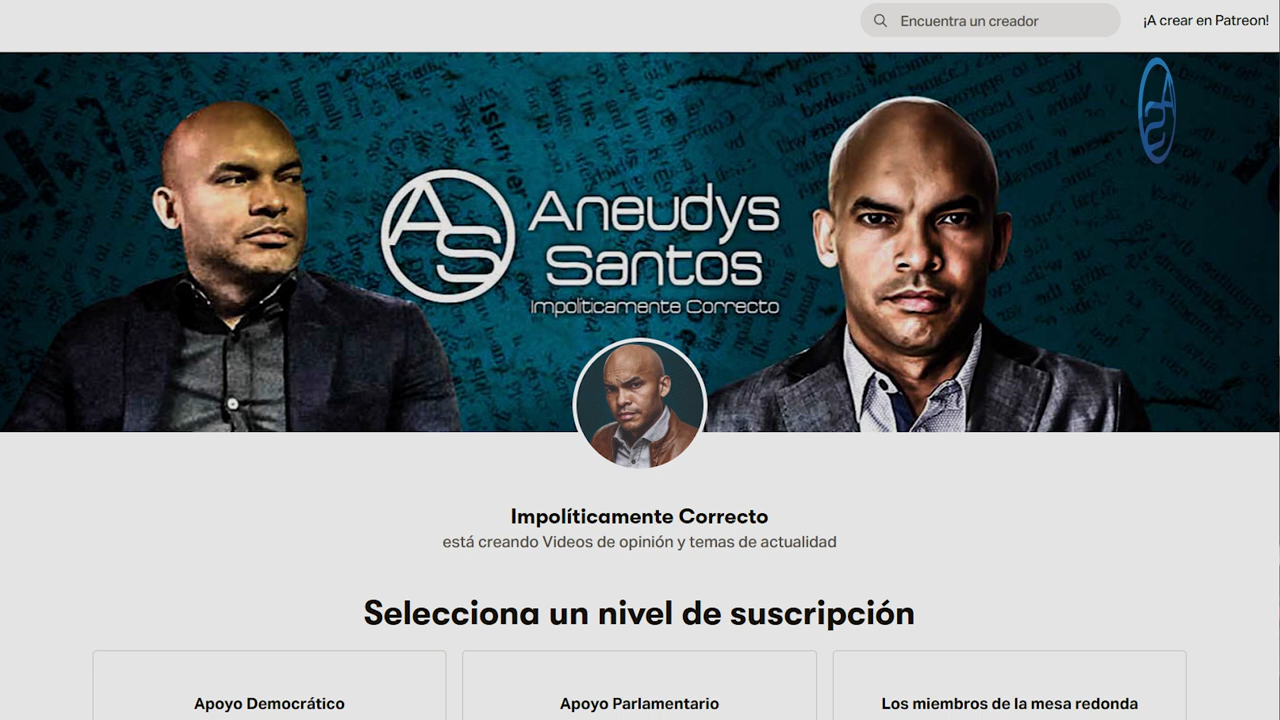 Encuentra un creador
¡A crear en Patreon!
AS
Aneudys
Santos
Impolíticamente Correcto
Impolíticamente Correcto
está creando Videos de opinión y temas de actualidad
Selecciona un nivel de suscripción
Apoyo Democrático
Apoyo Parlamentario
Los miembros de la mesa redonda